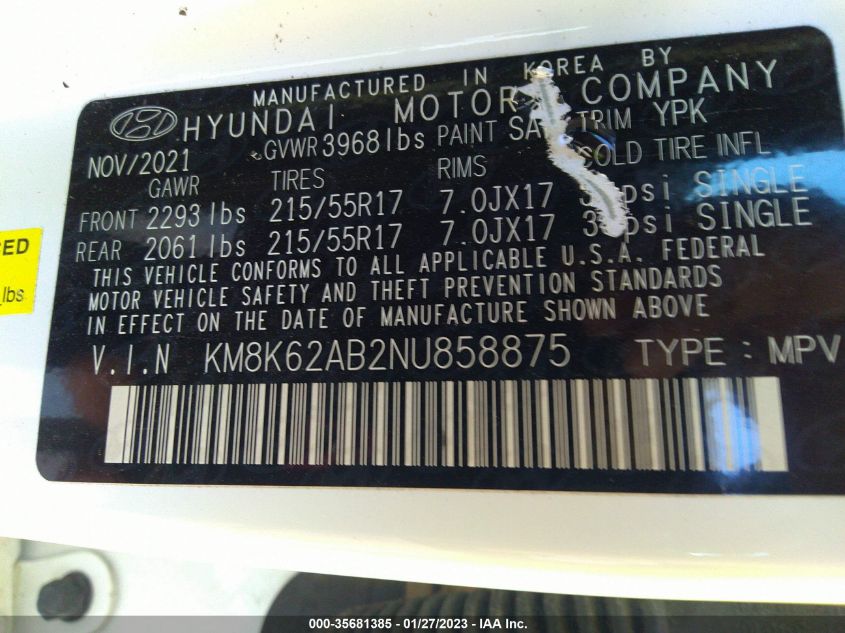 MANUFACTURED IN KOREA BY
HYUNDAI MOTOR COMPANY
NOV/2021 GVWR 3968 lbs PAINT TRIM YPK
GAWR TIRES RIMS COLD TIRE INFL
FRONT 2293 lbs 215/55R17 7.0JX17 psi SINGLE
REAR 2061 lbs 215/55R17 7.0JX17 psi SINGLE
THIS VEHICLE CONFORMS TO ALL APPLICABLE U.S.A. FEDERAL
MOTOR VEHICLE SAFETY AND THEFT PREVENTION STANDARDS
IN EFFECT ON THE DATE OF MANUFACTURE SHOWN ABOVE
V.I.N KM8K62AB2NU858875 TYPE : MPV
lbs
000-35681385 - 01/27/2023 - IAA Inc.